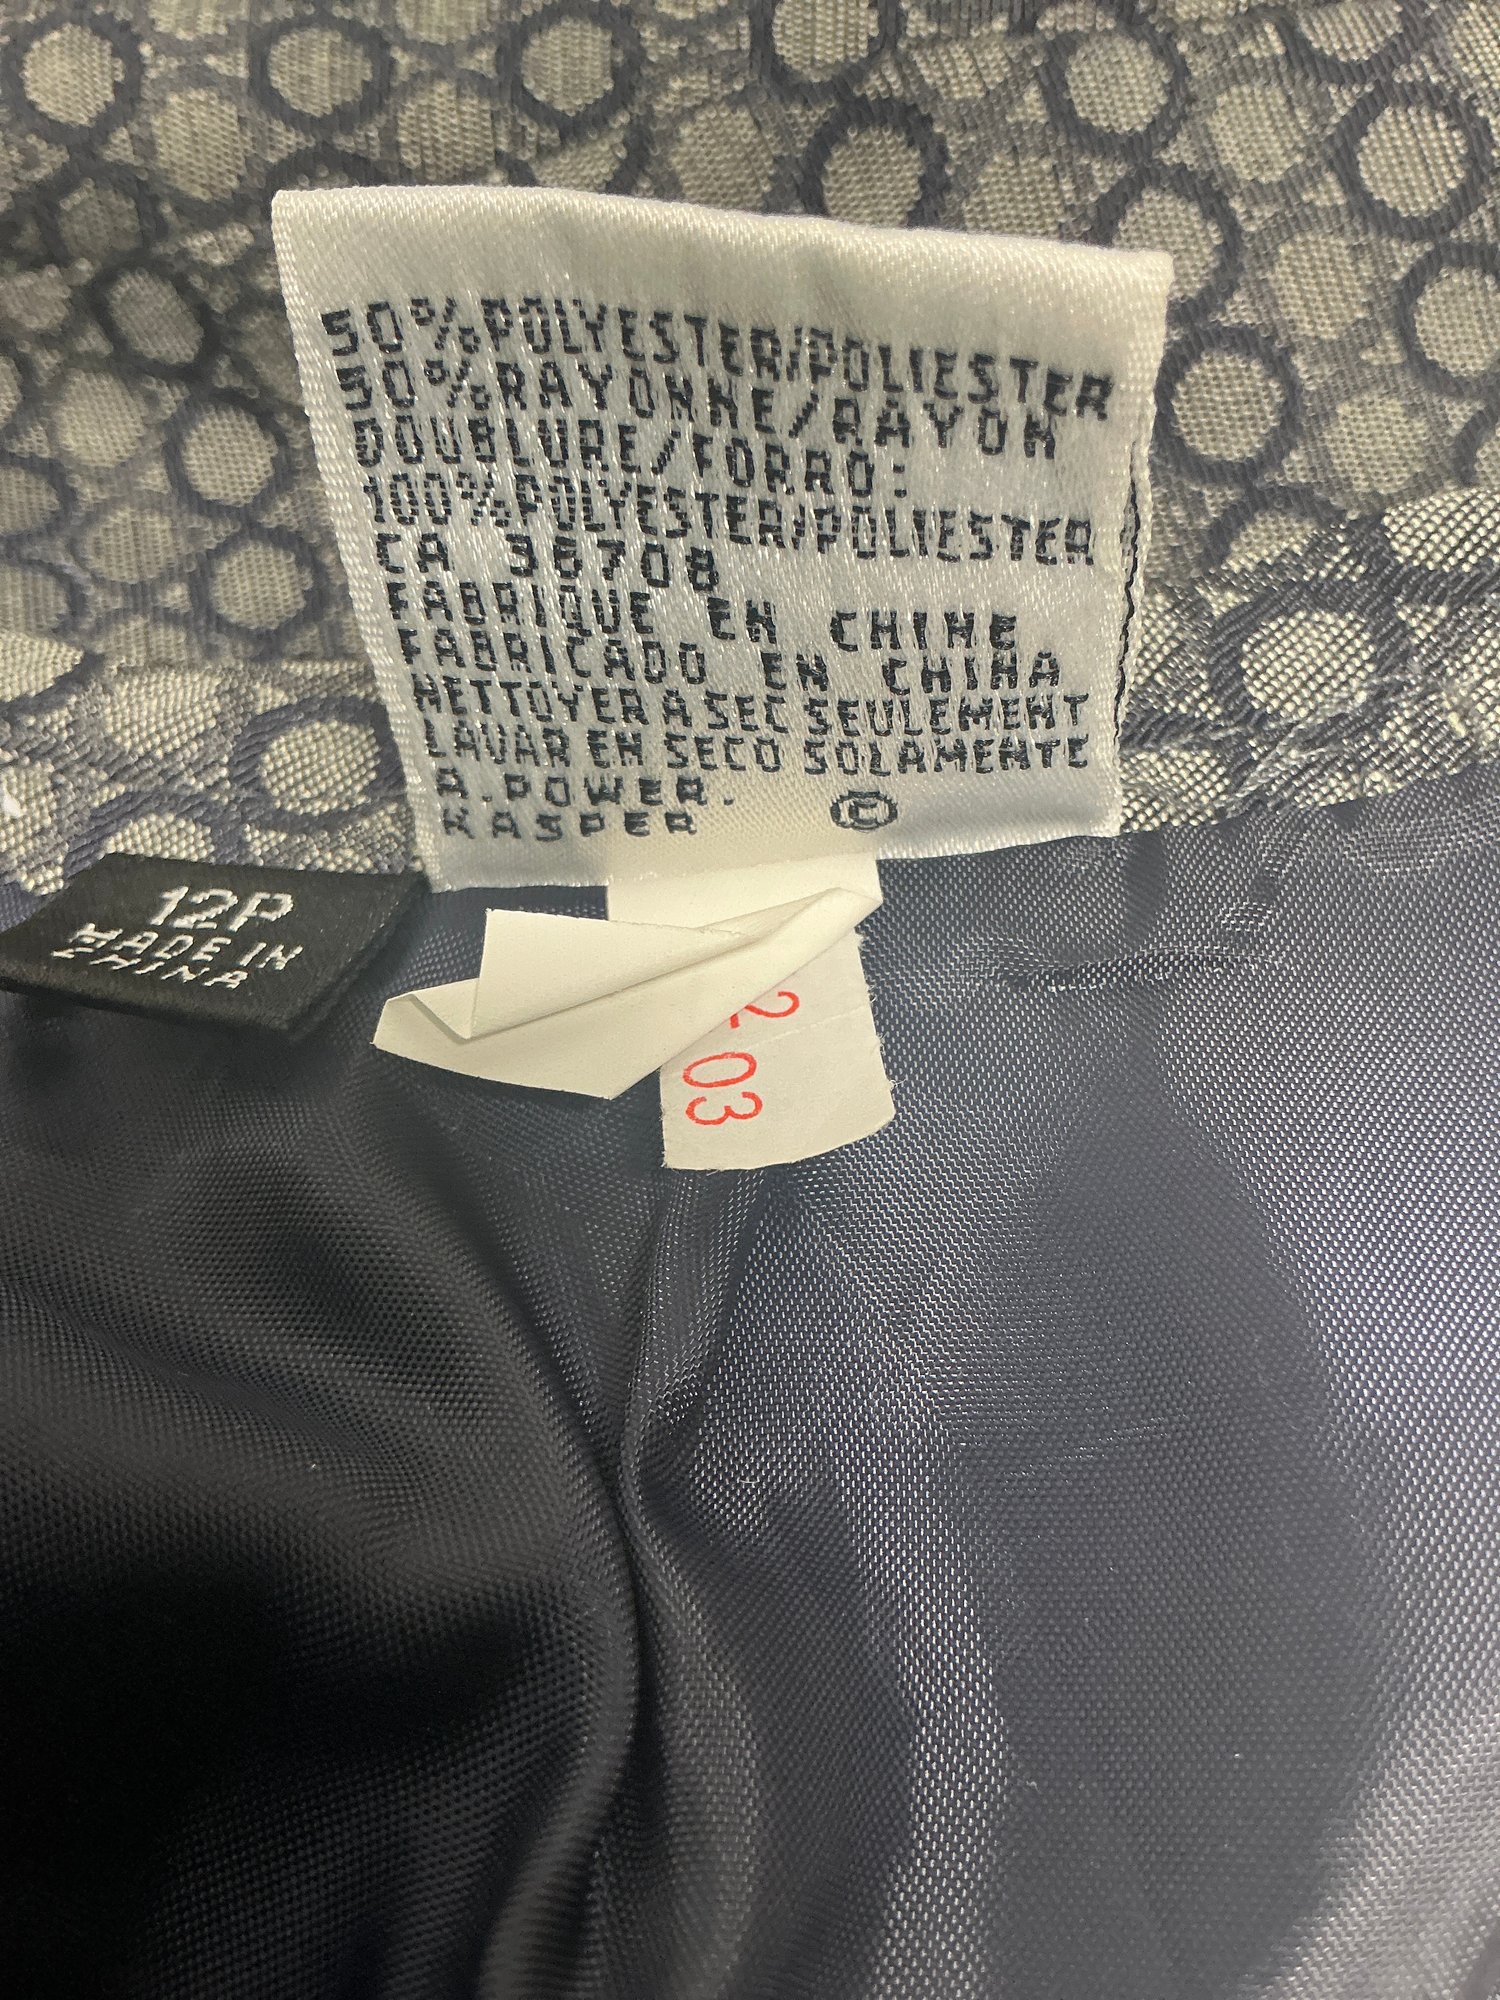 50%POLYESTER/POLIESTER
50%RAYONNE/RAYON
DOUBLURE/FORRO:
100%POLYESTER/POLIESTER
CA 36708
FABRIQUE EN CHINE
FABRICADO EN CHINA
NETTOYER A SEC SEULEMENT
LAVAR EN SECO SOLAMENTE
A.POWER.
KASPER ©
12P
MADE IN
CHINA
2
03